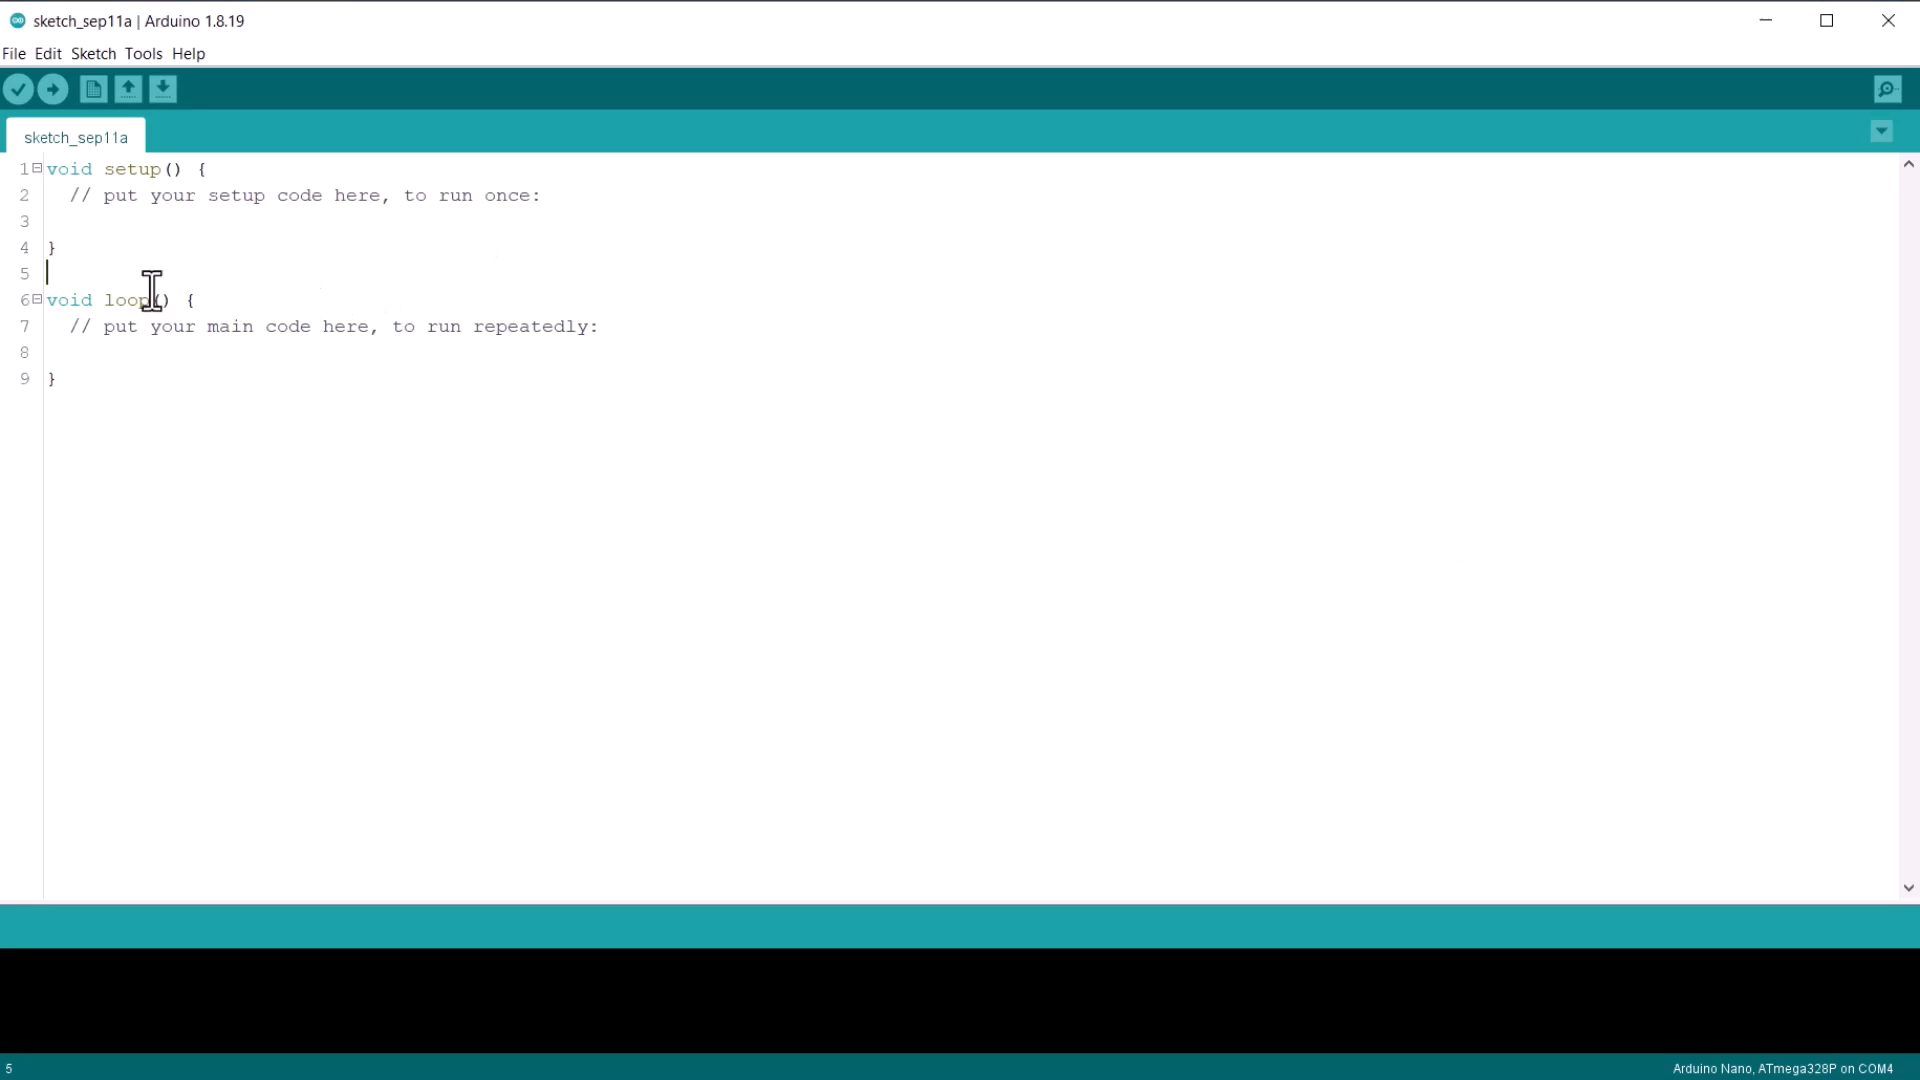 sketch_sep11a | Arduino 1.8.19
File Edit Sketch Tools Help
sketch_sep11a
1 void setup() {
2 // put your setup code here, to run once:
3
4 }
5
6 void loop() {
7 // put your main code here, to run repeatedly:
8
9 }
5
Arduino Nano, ATmega328P on COM4